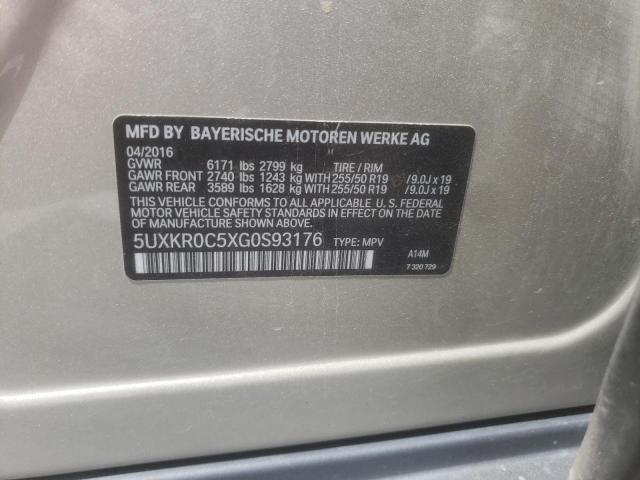 MFD BY BAYERISCHE MOTOREN WERKE AG
04/2016
GVWR 6171 lbs 2799 kg TIRE / RIM
GAWR FRONT 2740 lbs 1243 kg WITH 255/50 R19 /9.0J x 19
GAWR REAR 3589 lbs 1628 kg WITH 255/50 R19 /9.0J x 19
THIS VEHICLE CONFORMS TO ALL APPLICABLE U.S. FEDERAL
MOTOR VEHICLE SAFETY STANDARDS IN EFFECT ON THE DATE
OF MANUFACTURE SHOWN ABOVE.
5UXKR0C5XG0S93176 TYPE: MPV
A14M
7 320 729